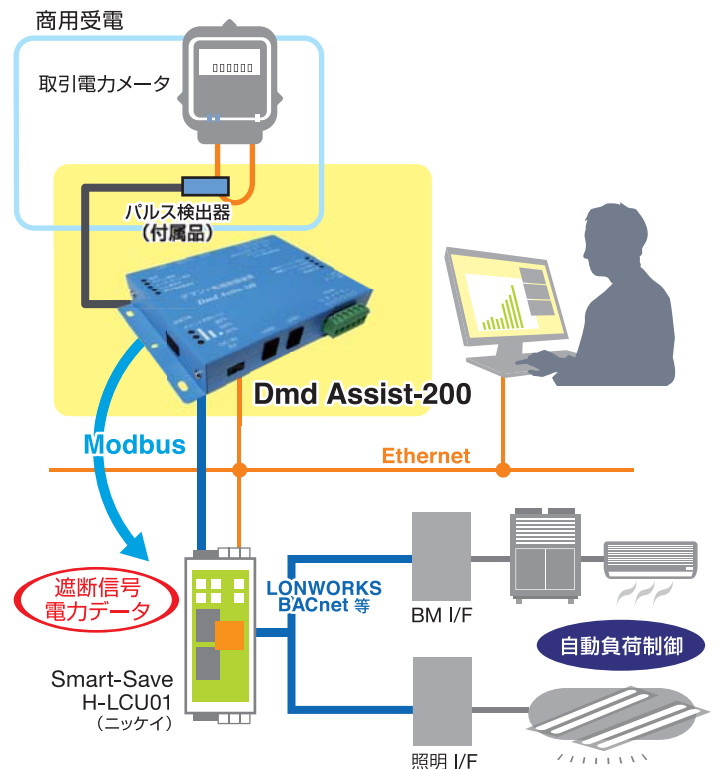 商用受電
取引電力メータ
パルス検出器
(付属品)
Dmd Assist-200
Modbus
Ethernet
遮断信号
電力データ
LONWORKS
BACnet 等
BM I/F
自動負荷制御
Smart-Save
H-LCU01
(ニッケイ)
照明 I/F